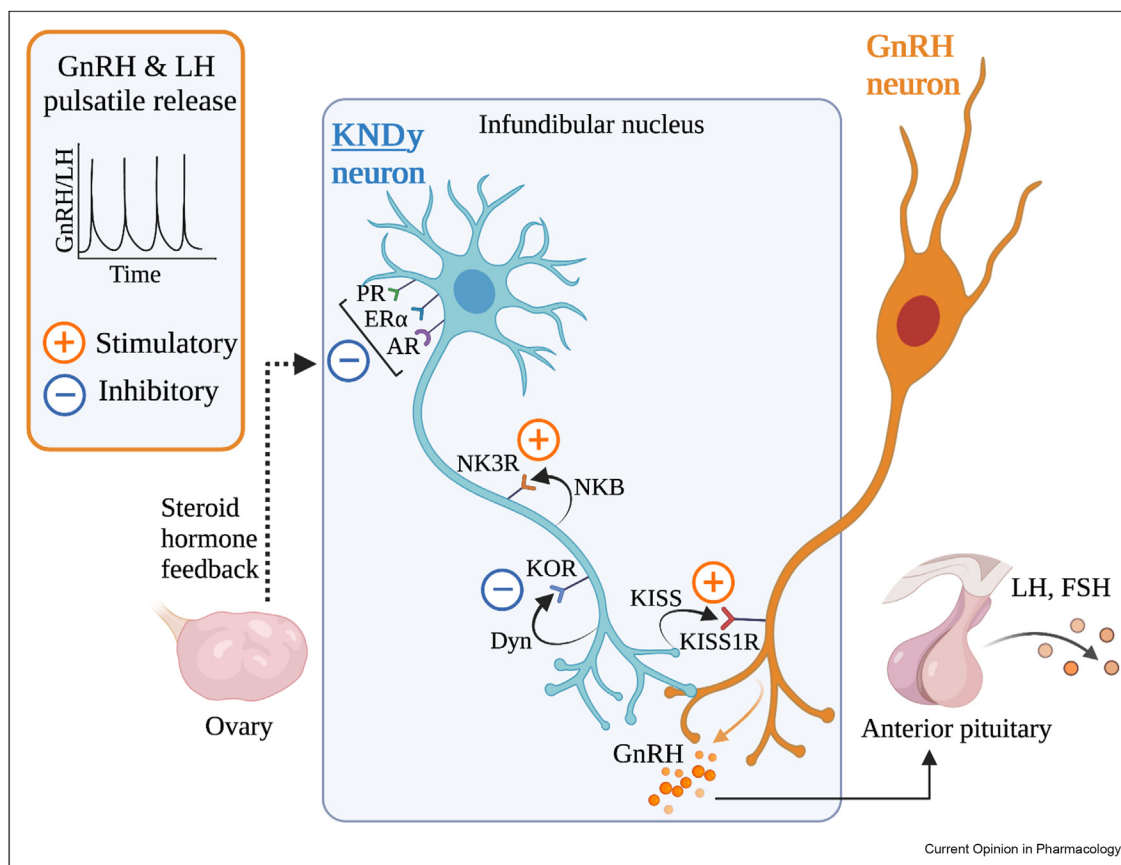 GnRH & LH
pulsatile release
GnRH/LH
Time
+ Stimulatory
− Inhibitory
Steroid
hormone
feedback
Ovary
Infundibular nucleus
KNDy
neuron
PR
ERα
AR
−
+
NK3R
NKB
−
KOR
Dyn
+
KISS
KISS1R
GnRH
GnRH
neuron
LH, FSH
Anterior pituitary
Current Opinion in Pharmacology